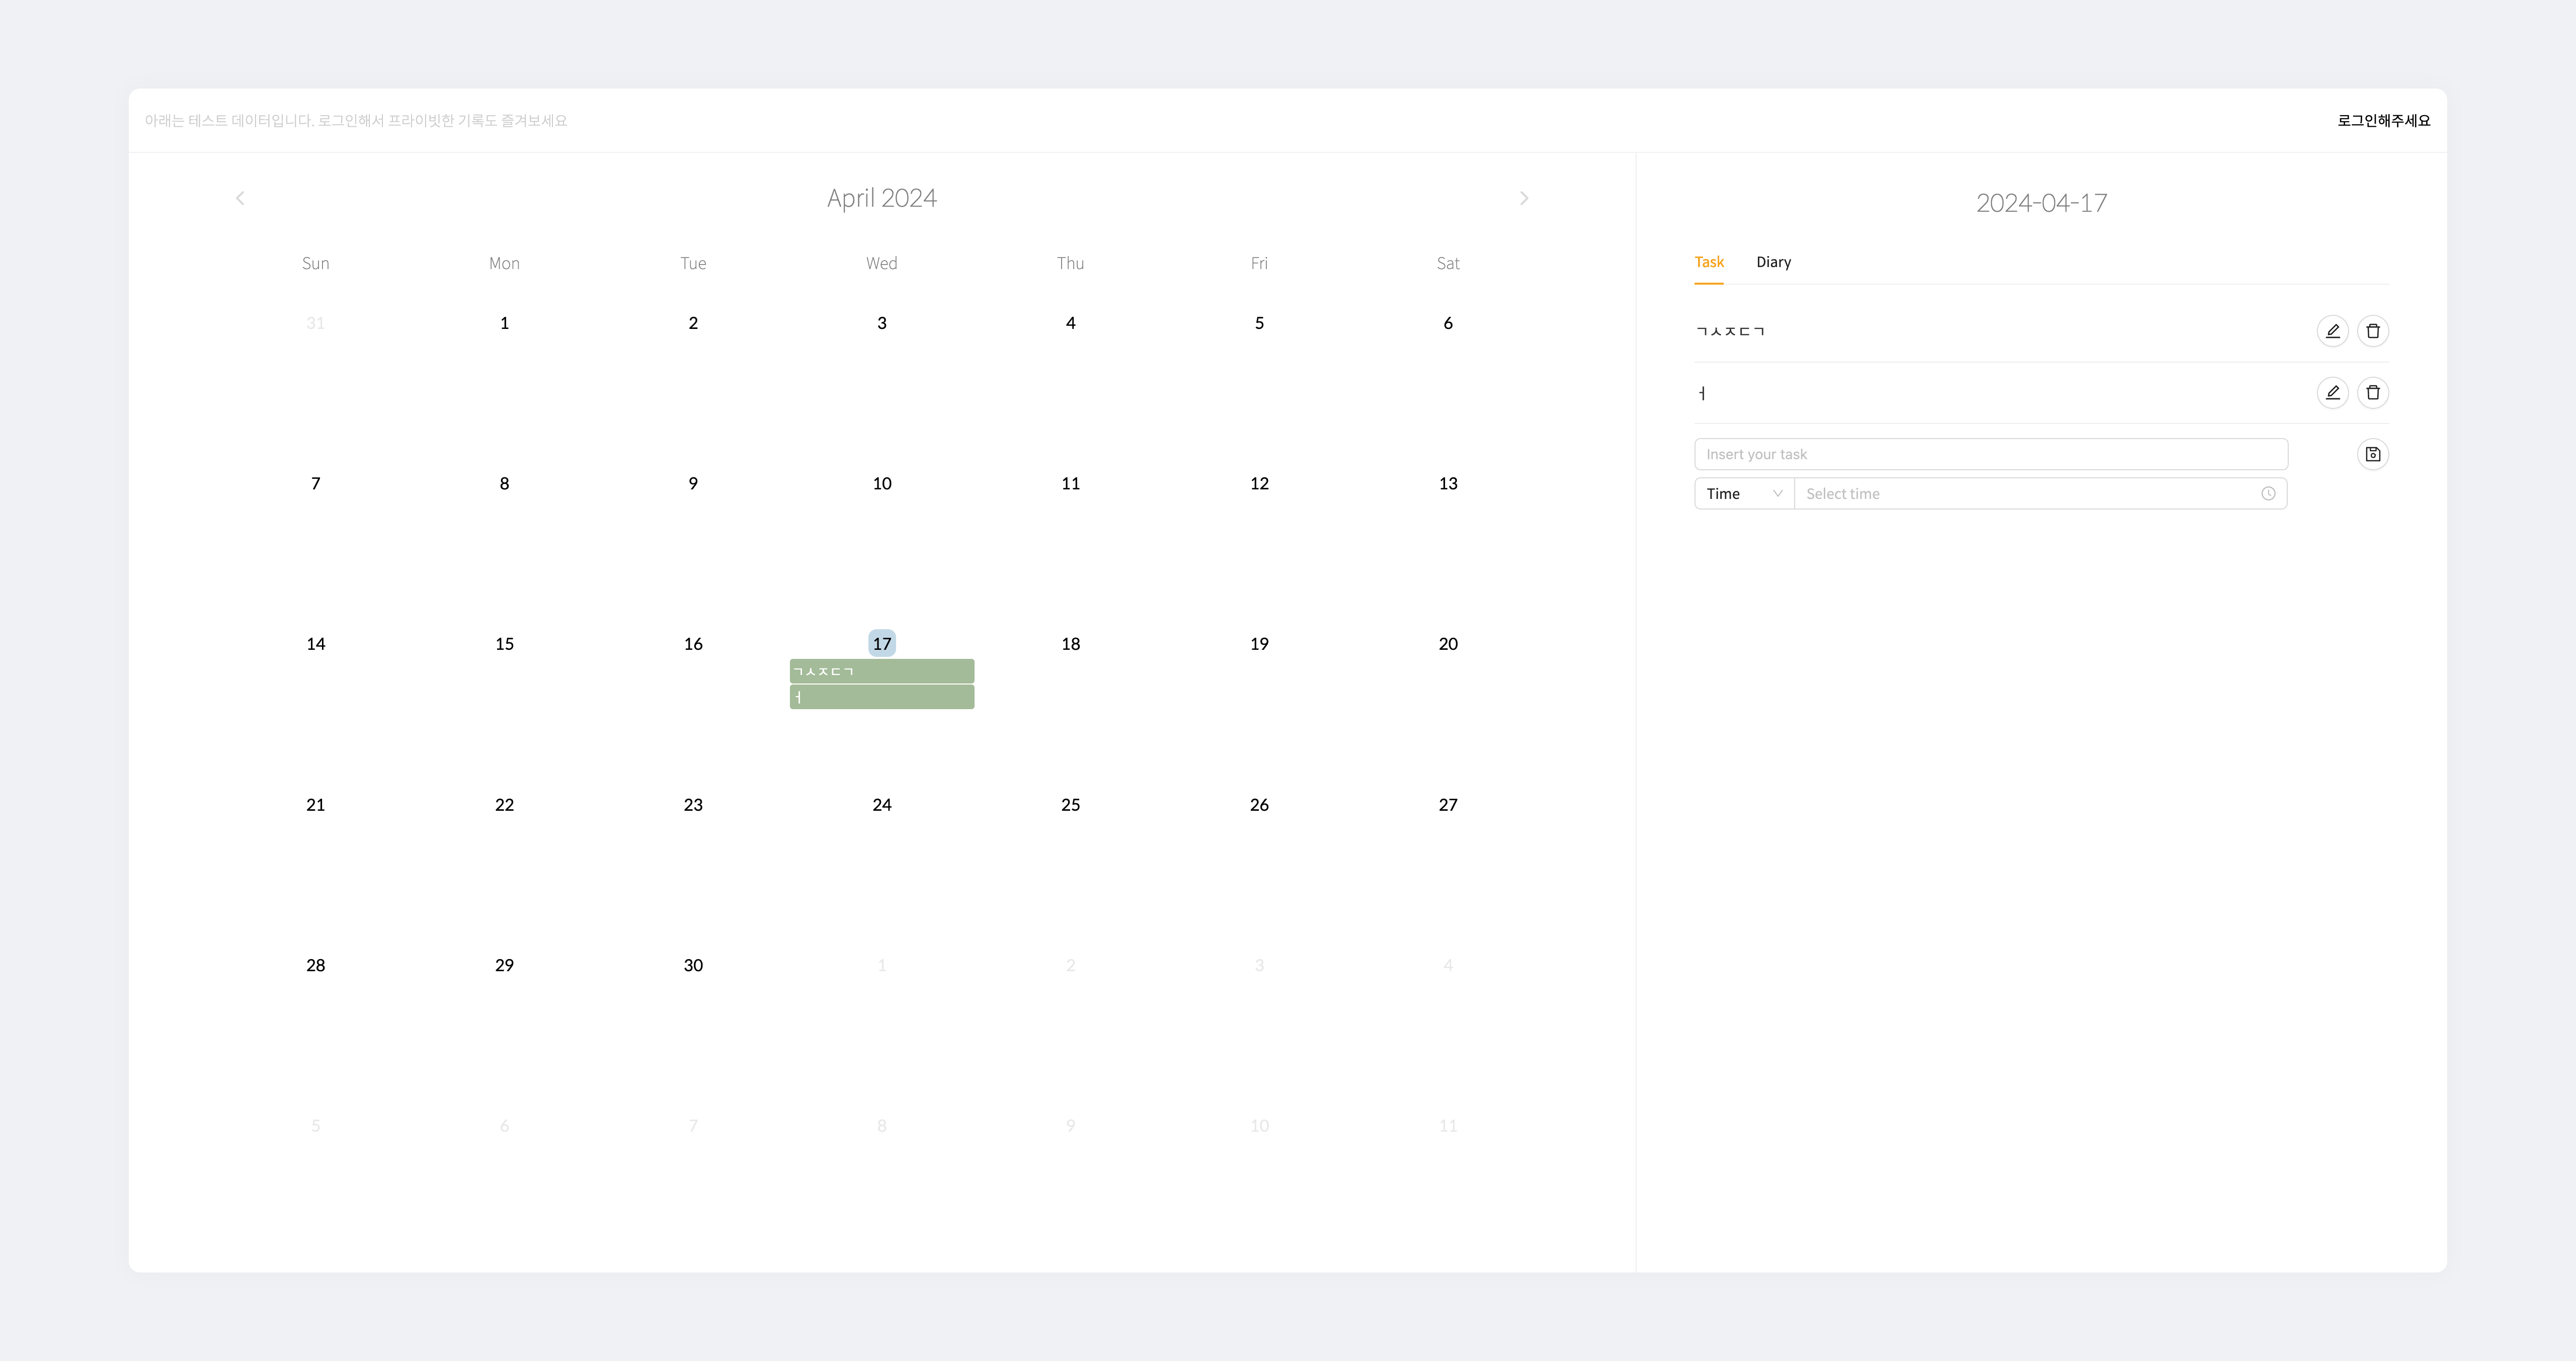 아래는 테스트 데이터입니다. 로그인해서 프라이빗한 기록도 즐겨보세요
로그인해주세요
April 2024
Sun Mon Tue Wed Thu Fri Sat
31 1 2 3 4 5 6
7 8 9 10 11 12 13
14 15 16 17 18 19 20
ㄱㅅㅈㄷㄱ
ㅓ
21 22 23 24 25 26 27
28 29 30 1 2 3 4
5 6 7 8 9 10 11
2024-04-17
Task Diary
ㄱㅅㅈㄷㄱ
ㅓ
Insert your task
Time Select time